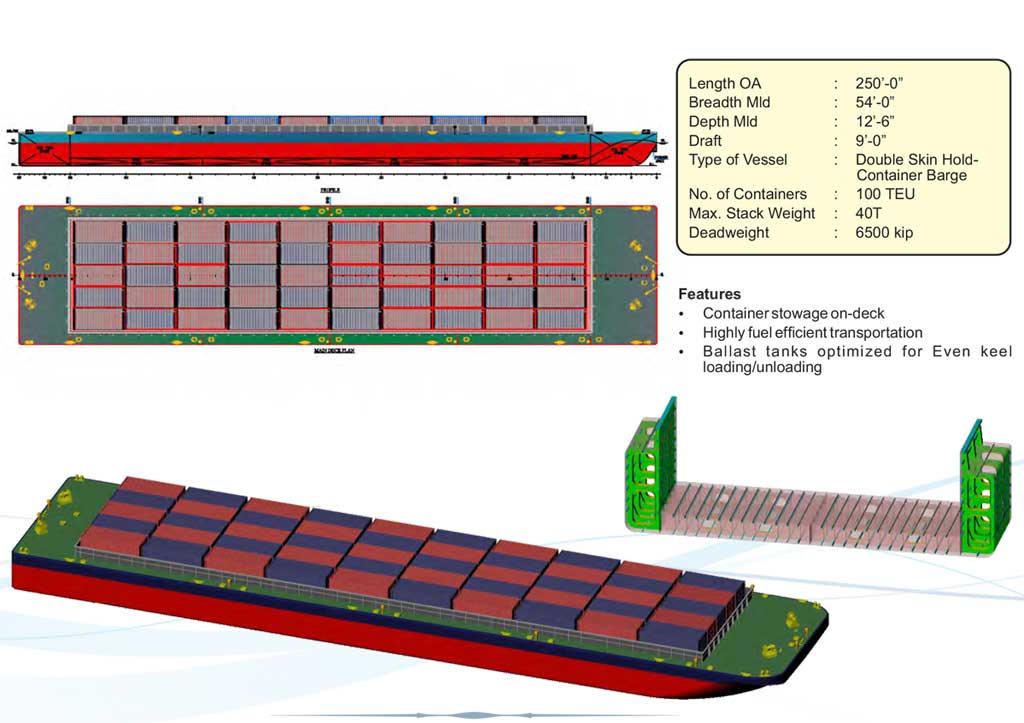 PROFILE
MAIN DECK PLAN
Length OA : 250’-0”
Breadth Mld : 54’-0”
Depth Mld : 12’-6”
Draft : 9’-0”
Type of Vessel : Double Skin Hold-
Container Barge
No. of Containers : 100 TEU
Max. Stack Weight : 40T
Deadweight : 6500 kip
Features
• Container stowage on-deck
• Highly fuel efficient transportation
• Ballast tanks optimized for Even keel
loading/unloading